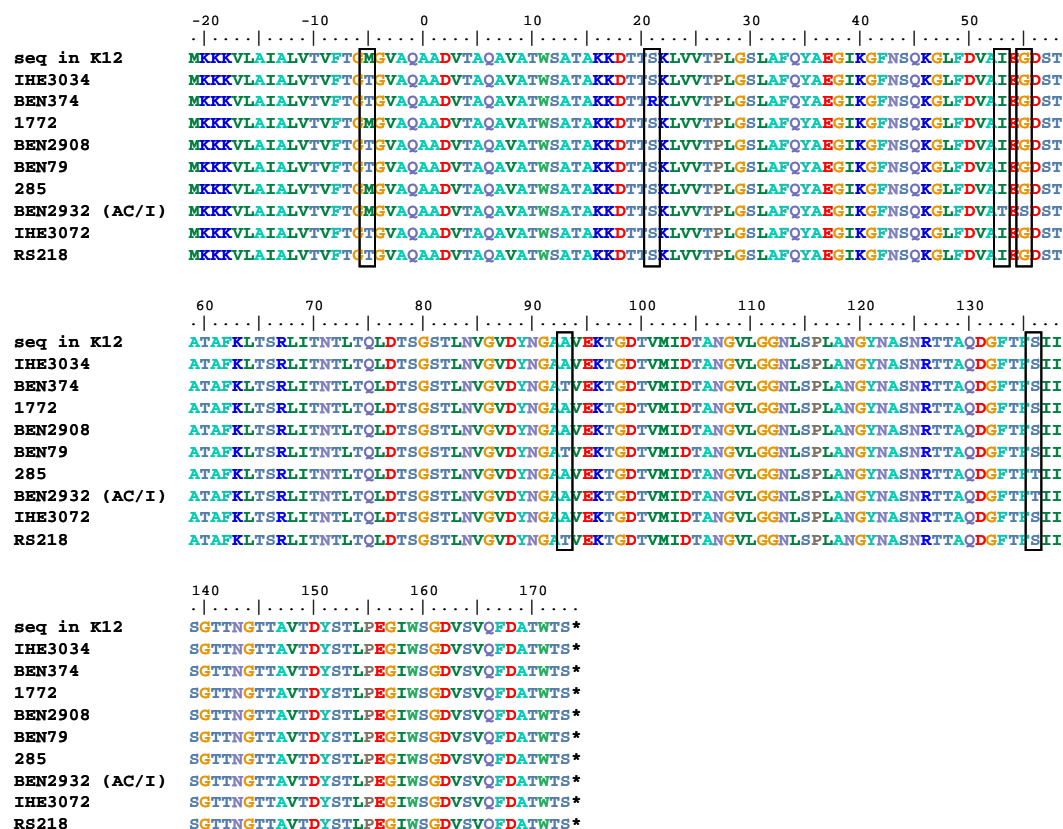 -20 -10 0 10 20 30 40 50
seq in K12 MKKKVLAIALVTVFTGMGVAQAADVTAQAVATWSATAKKDTTSKLVVTPLGSLAFQYAEGIKGFNSQKGLFDVAIEGDST
IHE3034 MKKKVLAIALVTVFTGTGVAQAADVTAQAVATWSATAKKDTTSKLVVTPLGSLAFQYAEGIKGFNSQKGLFDVAIEGDST
BEN374 MKKKVLAIALVTVFTGTGVAQAADVTAQAVATWSATAKKDTTRKLVVTPLGSLAFQYAEGIKGFNSQKGLFDVAIEGDST
1772 MKKKVLAIALVTVFTGMGVAQAADVTAQAVATWSATAKKDTTSKLVVTPLGSLAFQYAEGIKGFNSQKGLFDVAIEGDST
BEN2908 MKKKVLAIALVTVFTGTGVAQAADVTAQAVATWSATAKKDTTSKLVVTPLGSLAFQYAEGIKGFNSQKGLFDVAIEGDST
BEN79 MKKKVLAIALVTVFTGTGVAQAADVTAQAVATWSATAKKDTTSKLVVTPLGSLAFQYAEGIKGFNSQKGLFDVAIEGDST
285 MKKKVLAIALVTVFTGMGVAQAADVTAQAVATWSATAKKDTTSKLVVTPLGSLAFQYAEGIKGFNSQKGLFDVAIEGDST
BEN2932 (AC/I) MKKKVLAIALVTVFTGMGVAQAADVTAQAVATWSATAKKDTTSKLVVTPLGSLAFQYAEGIKGFNSQKGLFDVATESDST
IHE3072 MKKKVLAIALVTVFTGTGVAQAADVTAQAVATWSATAKKDTTSKLVVTPLGSLAFQYAEGIKGFNSQKGLFDVAIEGDST
RS218 MKKKVLAIALVTVFTGTGVAQAADVTAQAVATWSATAKKDTTSKLVVTPLGSLAFQYAEGIKGFNSQKGLFDVAIEGDST
60 70 80 90 100 110 120 130
seq in K12 ATAFKLTSRLITNTLTQLDTSGSTLNVGVDYNGAAVEKTGDTVMIDTANGVLGGNLSPLANGYNASNRTTAQDGFTFSII
IHE3034 ATAFKLTSRLITNTLTQLDTSGSTLNVGVDYNGAAVEKTGDTVMIDTANGVLGGNLSPLANGYNASNRTTAQDGFTFSII
BEN374 ATAFKLTSRLITNTLTQLDTSGSTLNVGVDYNGATVEKTGDTVMIDTANGVLGGNLSPLANGYNASNRTTAQDGFTFSII
1772 ATAFKLTSRLITNTLTQLDTSGSTLNVGVDYNGAAVEKTGDTVMIDTANGVLGGNLSPLANGYNASNRTTAQDGFTFSII
BEN2908 ATAFKLTSRLITNTLTQLDTSGSTLNVGVDYNGAAVEKTGDTVMIDTANGVLGGNLSPLANGYNASNRTTAQDGFTFSII
BEN79 ATAFKLTSRLITNTLTQLDTSGSTLNVGVDYNGATVEKTGDTVMIDTANGVLGGNLSPLANGYNASNRTTAQDGFTFSII
285 ATAFKLTSRLITNTLTQLDTSGSTLNVGVDYNGAAVEKTGDTVMIDTANGVLGGNLSPLANGYNASNRTTAQDGFTFSII
BEN2932 (AC/I) ATAFKLTSRLITNTLTQLDTSGSTLNVGVDYNGAAVEKTGDTVMIDTANGVLGGNLSPLANGYNASNRTTAQDGFTFTII
IHE3072 ATAFKLTSRLITNTLTQLDTSGSTLNVGVDYNGAAVEKTGDTVMIDTANGVLGGNLSPLANGYNASNRTTAQDGFTFSII
RS218 ATAFKLTSRLITNTLTQLDTSGSTLNVGVDYNGATVEKTGDTVMIDTANGVLGGNLSPLANGYNASNRTTAQDGFTFSII
140 150 160 170
seq in K12 SGTTNGTTAVTDYSTLPEGIWSGDVSVQFDATWTS*
IHE3034 SGTTNGTTAVTDYSTLPEGIWSGDVSVQFDATWTS*
BEN374 SGTTNGTTAVTDYSTLPEGIWSGDVSVQFDATWTS*
1772 SGTTNGTTAVTDYSTLPEGIWSGDVSVQFDATWTS*
BEN2908 SGTTNGTTAVTDYSTLPEGIWSGDVSVQFDATWTS*
BEN79 SGTTNGTTAVTDYSTLPEGIWSGDVSVQFDATWTS*
285 SGTTNGTTAVTDYSTLPEGIWSGDVSVQFDATWTS*
BEN2932 (AC/I) SGTTNGTTAVTDYSTLPEGIWSGDVSVQFDATWTS*
IHE3072 SGTTNGTTAVTDYSTLPEGIWSGDVSVQFDATWTS*
RS218 SGTTNGTTAVTDYSTLPEGIWSGDVSVQFDATWTS*